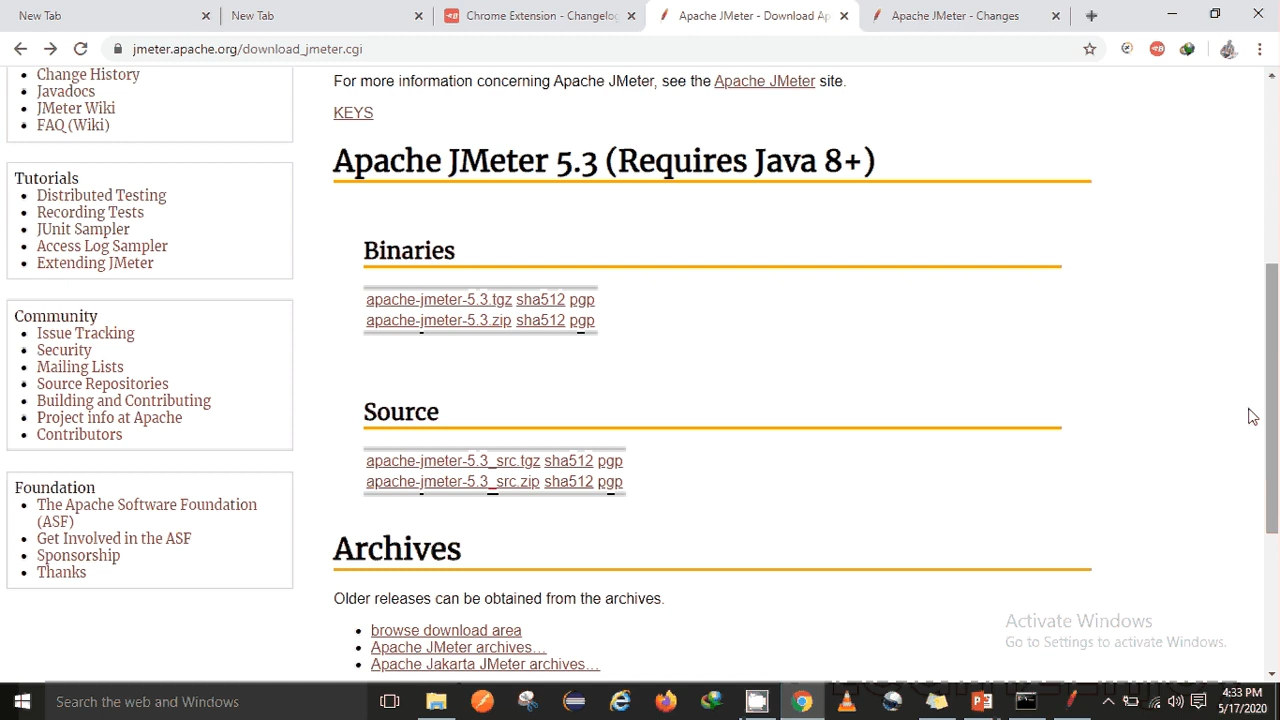 New Tab
New Tab
Chrome Extension - Changelog
Apache JMeter - Download Ap
Apache JMeter - Changes
jmeter.apache.org/download_jmeter.cgi
Change History
Javadocs
JMeter Wiki
FAQ (Wiki)
Tutorials
Distributed Testing
Recording Tests
JUnit Sampler
Access Log Sampler
Extending JMeter
Community
Issue Tracking
Security
Mailing Lists
Source Repositories
Building and Contributing
Project info at Apache
Contributors
Foundation
The Apache Software Foundation
(ASF)
Get Involved in the ASF
Sponsorship
Thanks
For more information concerning Apache JMeter, see the Apache JMeter site.
KEYS
Apache JMeter 5.3 (Requires Java 8+)
Binaries
apache-jmeter-5.3.tgz sha512 pgp
apache-jmeter-5.3.zip sha512 pgp
Source
apache-jmeter-5.3_src.tgz sha512 pgp
apache-jmeter-5.3_src.zip sha512 pgp
Archives
Older releases can be obtained from the archives.
browse download area
Apache JMeter archives…
Apache Jakarta JMeter archives…
Activate Windows
Go to Settings to activate Windows.
Search the web and Windows
4:33 PM
5/17/2020